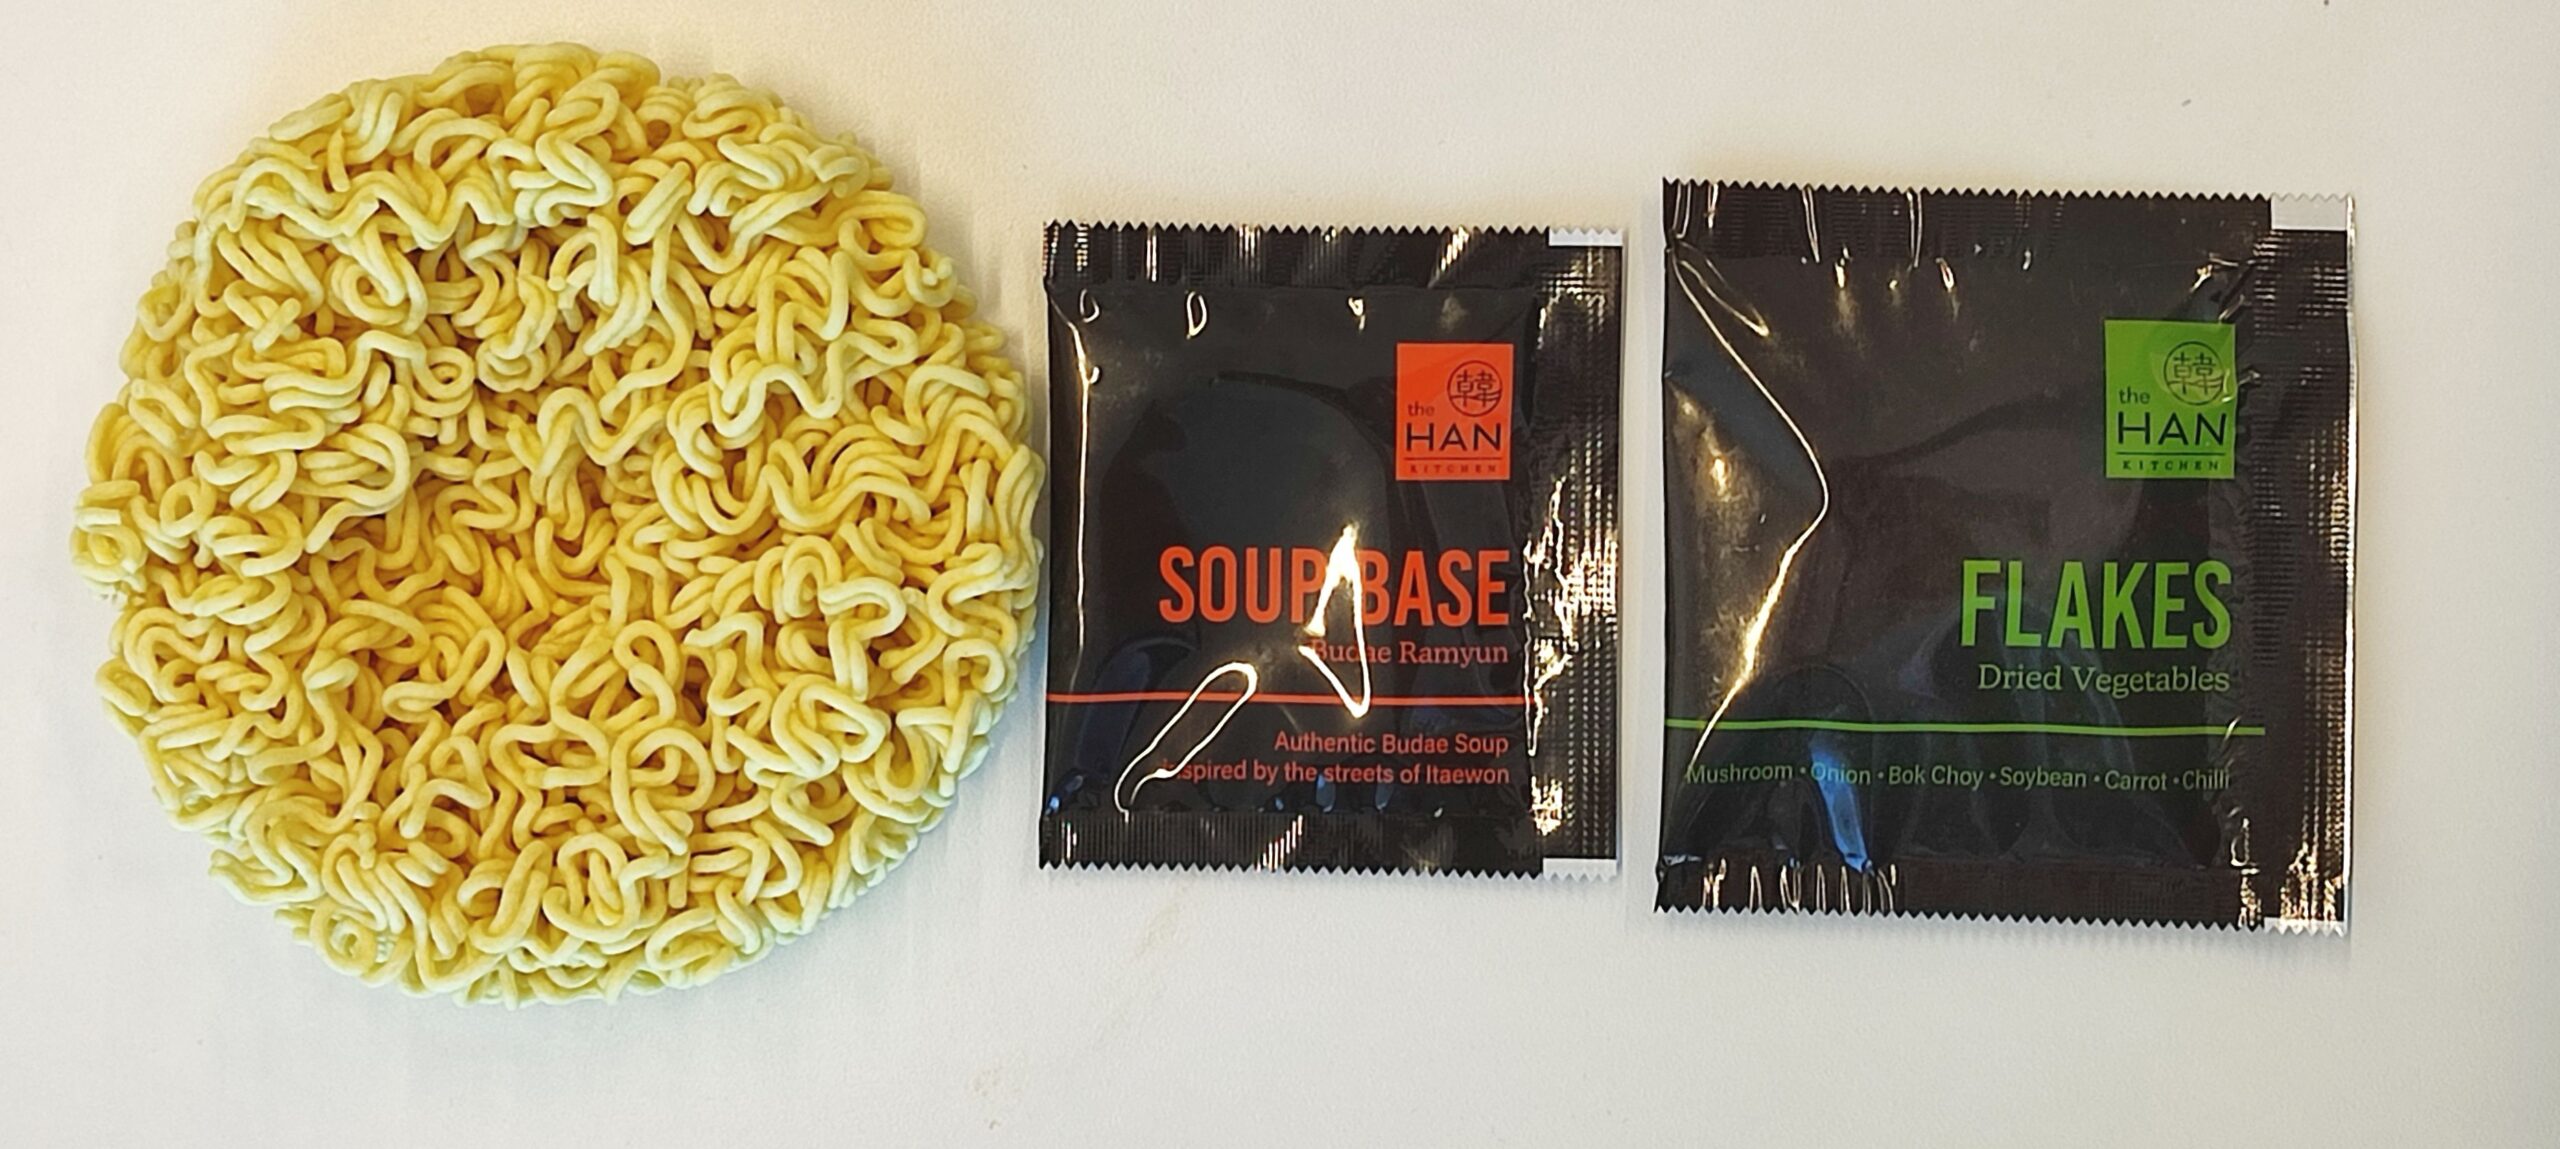 韓
the
HAN
KITCHEN
SOUP BASE
Budae Ramyun
Authentic Budae Soup
inspired by the streets of Itaewon
韓
the
HAN
KITCHEN
FLAKES
Dried Vegetables
Mushroom • Onion • Bok Choy • Soybean • Carrot • Chilli